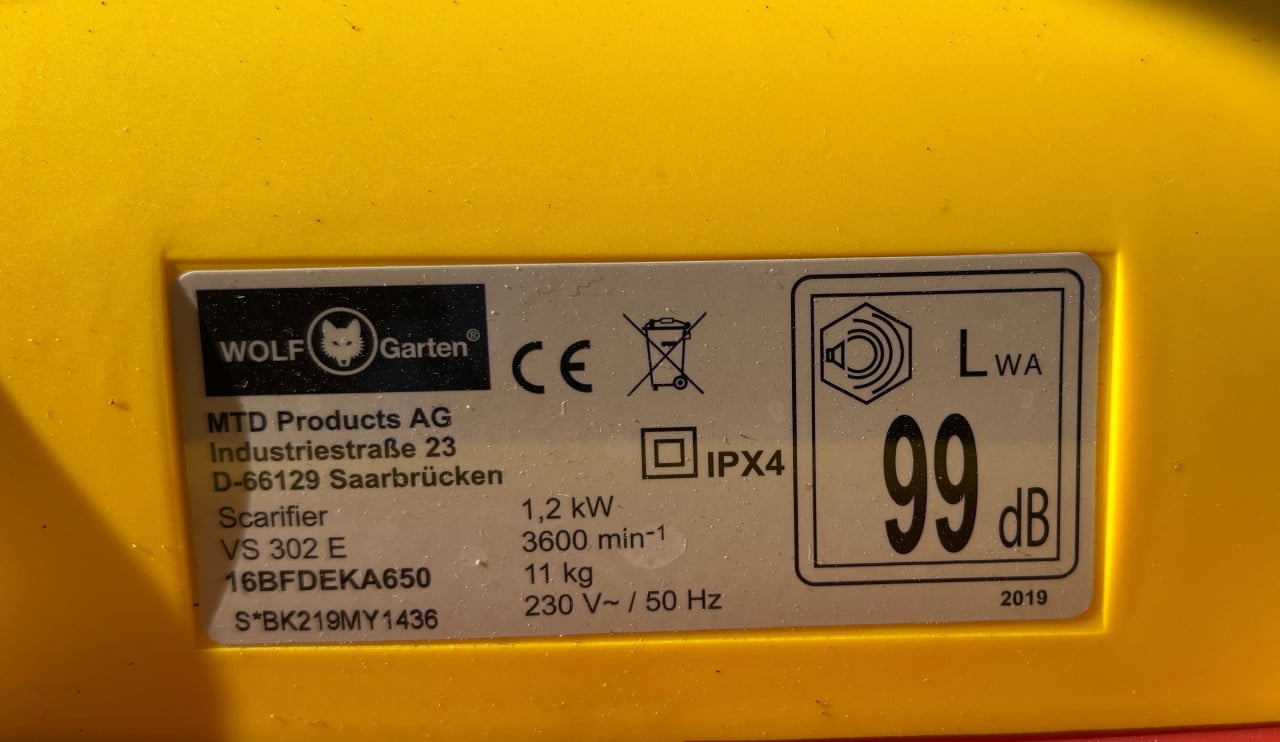 WOLF Garten®
CE
MTD Products AG
Industriestraße 23
D-66129 Saarbrücken
IPX4
Scarifier
VS 302 E
16BFDEKA650
S*BK219MY1436
1,2 kW
3600 min⁻¹
11 kg
230 V~ / 50 Hz
LWA
99 dB
2019